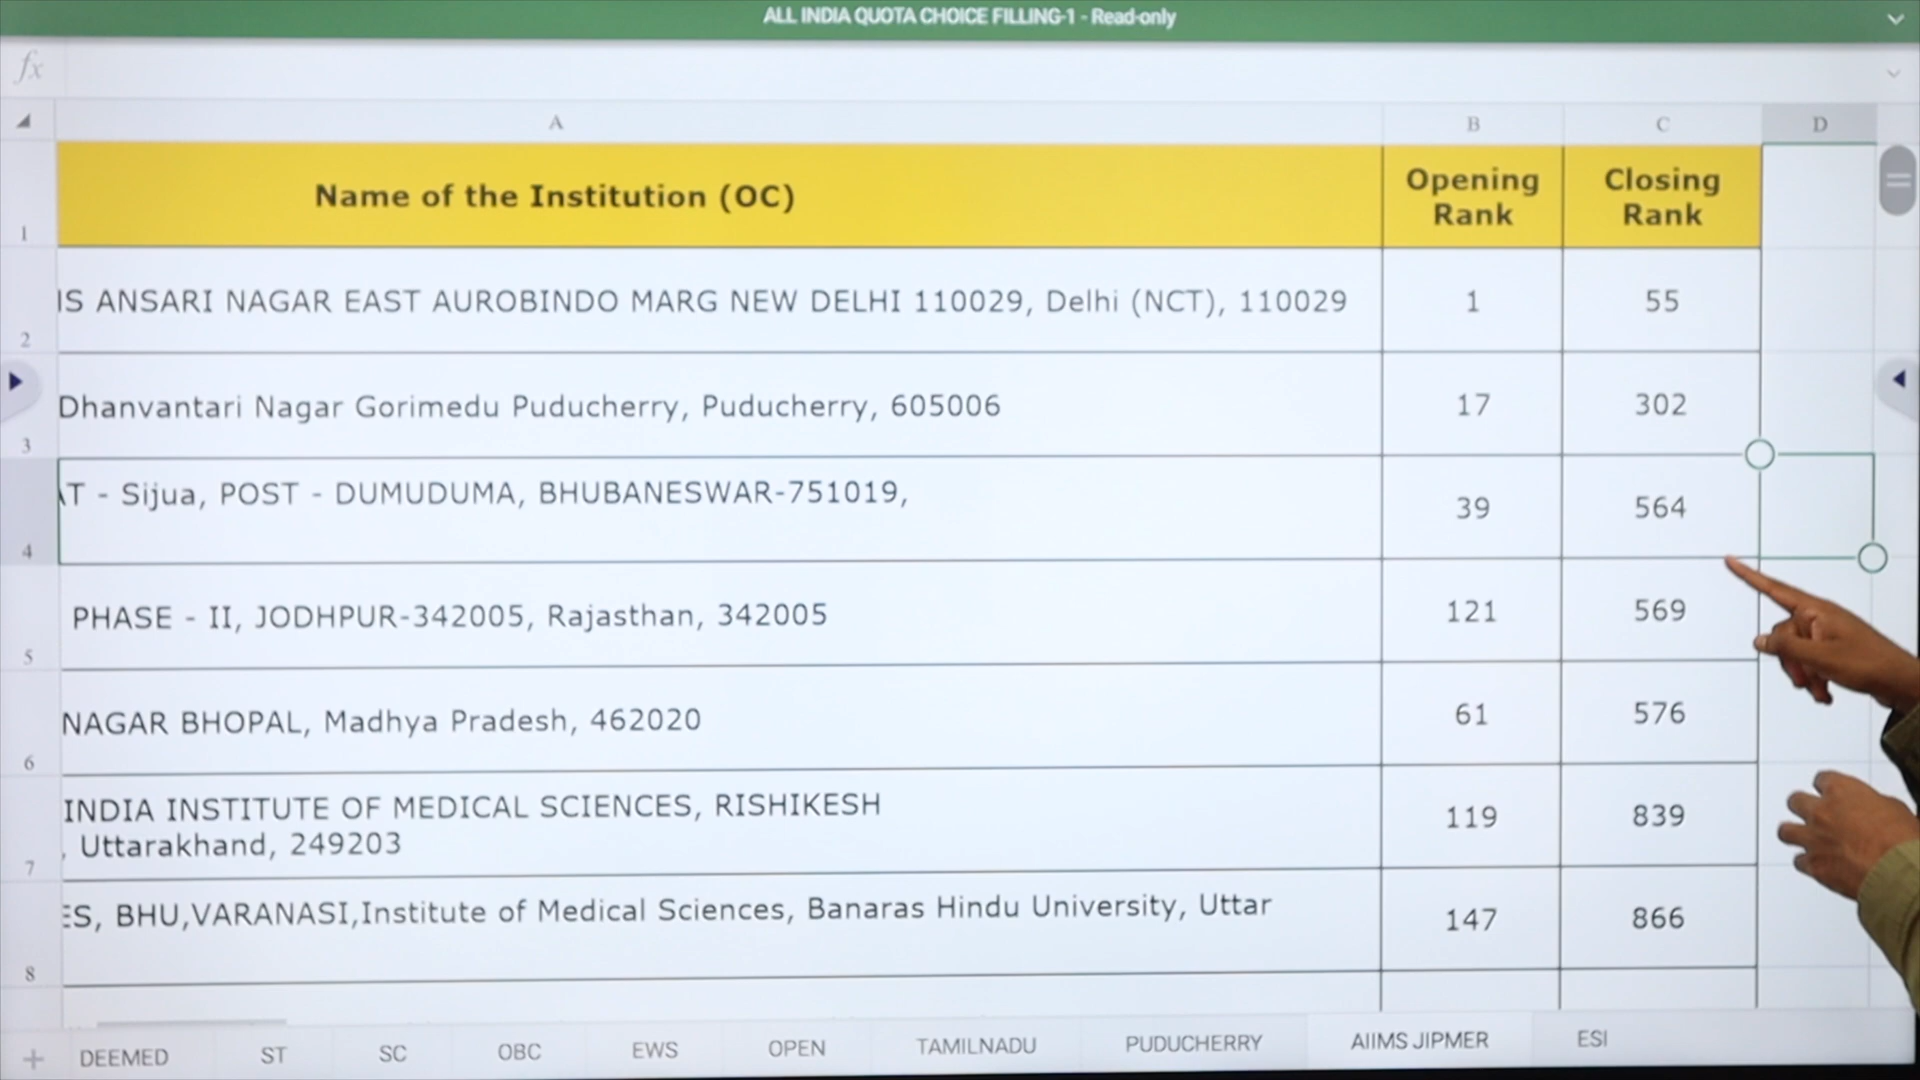 ALL INDIA QUOTA CHOICE FILLING-1 - Read-only
fx
A B C D
1 Name of the Institution (OC) Opening Rank Closing Rank
2 IS ANSARI NAGAR EAST AUROBINDO MARG NEW DELHI 110029, Delhi (NCT), 110029 1 55
3 Dhanvantari Nagar Gorimedu Puducherry, Puducherry, 605006 17 302
4 AT - Sijua, POST - DUMUDUMA, BHUBANESWAR-751019, 39 564
5 PHASE - II, JODHPUR-342005, Rajasthan, 342005 121 569
6 NAGAR BHOPAL, Madhya Pradesh, 462020 61 576
7 INDIA INSTITUTE OF MEDICAL SCIENCES, RISHIKESH
, Uttarakhand, 249203 119 839
8 ES, BHU,VARANASI,Institute of Medical Sciences, Banaras Hindu University, Uttar 147 866
+ DEEMED ST SC OBC EWS OPEN TAMILNADU PUDUCHERRY AIIMS JIPMER ESI